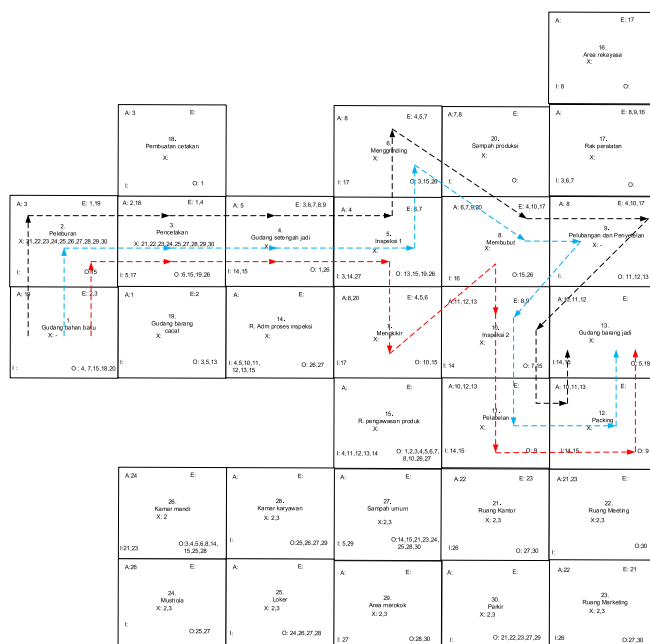 A:
E: 17
16.
Area rekayasa
X:
I: 8
O:
A: 3
E:
18.
Pembuatan cetakan
X:
I:
O: 1
A: 8
E: 4,5,7
6.
Menggrinding
X:
I: 17
O: 3,15,26
A:7,8
E:
20.
Sampah produksi
X:
I:
O:
A:
E: 8,9,16
17.
Rak peralatan
X:
I: 3,6,7
O:
A: 3
E: 1,19
2.
Peleburan
X: 21,22,23,24,25,26,27,28,29,30
I:
O:15
A: 2,18
E: 1,4
3.
Pencetakan
X: 21,22,23,24,25,27,28,29,30
I: 5,17
O: 6,15,19,26
A: 5
E: 3,6,7,8,9
4.
Gudang setengah jadi
X:
I: 14,15
O: 1,26
A: 4
E: 6,7
5.
Inspeksi 1
X:
I: 3,14,27
O: 13,15,19,26
A: 6,7,9,20
E: 4,10,17
8.
Membubut
X:
I: 16
O:15,26
A: 8
E: 4,10,17
9.
Pelubangan dan Penyetelan
X: -
I:
O: 11,12,13
A: 19
E: 2,3
1.
Gudang bahan baku
X: -
I :
O: 4, 7,15,18,20
A:1
E:2
19.
Gudang barang
cacat
X:
I:
O: 3,5,13
A:
E:
14.
R. Adm proses inspeksi
X:
I: 4,5,10,11,
12,13,15
O: 26,27
A:8,20
E: 4,5,6
7.
Mengkikir
X:
I:17
O: 10,15
A:11,12,13
E: 8,9
10.
Inspeksi 2
X:
I: 14
O: 7,15
A:10,11,12
E:
13.
Gudang barang jadi
X:
I:14,15
O: 5,19
A:
E:
15.
R. pengawasan produk
X:
I: 4,11,12,13,14
O: 1,2,3,4,5,6,7,
8,10,26,27
A:10,12,13
E:
11.
Pelabelan
X:
I: 14,15
O: 9
A: 10,11,13
E:
12.
Packing
X:
I:14,15
O: 9
A:24
E:
26.
Kamar mandi
X: 2
I:21,23
O:3,4,5,6,8,14,
15,25,28
A:
E:
28.
Kamar karyawan
X: 2,3
I:
O:25,26,27,29
A:
E:
27.
Sampah umum
X:2,3
I: 5,29
O:14,15,21,23,24,
25,28,30
A:22
E: 23
21.
Ruang Kantor
X: 2,3
I:26
O: 27,30
A:21,23
E:
22.
Ruang Meeting
X:2,3
I:
O:30
A:26
E:
24.
Mushola
X: 2,3
I:
O:25,27
A:
E:
25.
Loker
X: 2,3
I:
O: 24,26,27,28
A:
E:
29.
Area merokok
X: 2,3
I: 27
O:28,30
A:
E:
30.
Parkir
X: 2,3
I:
O: 21,22,23,27,29
A:22
E: 21
23.
Ruang Marketing
X:2,3
I:26
O:27,30